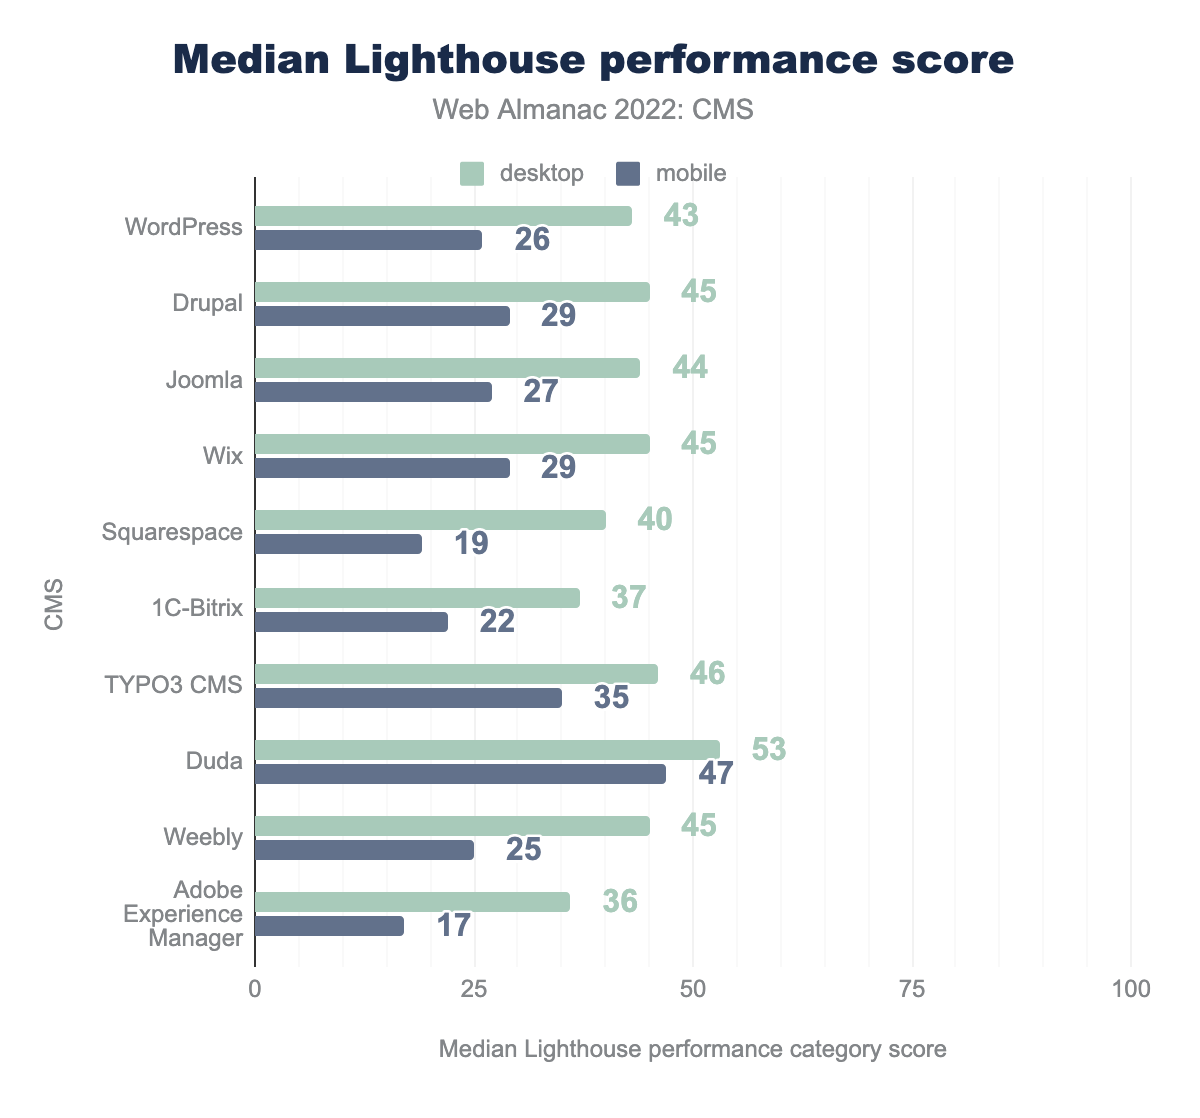 Median Lighthouse performance score
Web Almanac 2022: CMS
desktop
mobile
WordPress
43
26
Drupal
45
29
Joomla
44
27
Wix
45
29
Squarespace
40
19
1C-Bitrix
37
22
TYPO3 CMS
46
35
Duda
53
47
Weebly
45
25
Adobe
Experience
Manager
36
17
CMS
0 25 50 75 100
Median Lighthouse performance category score